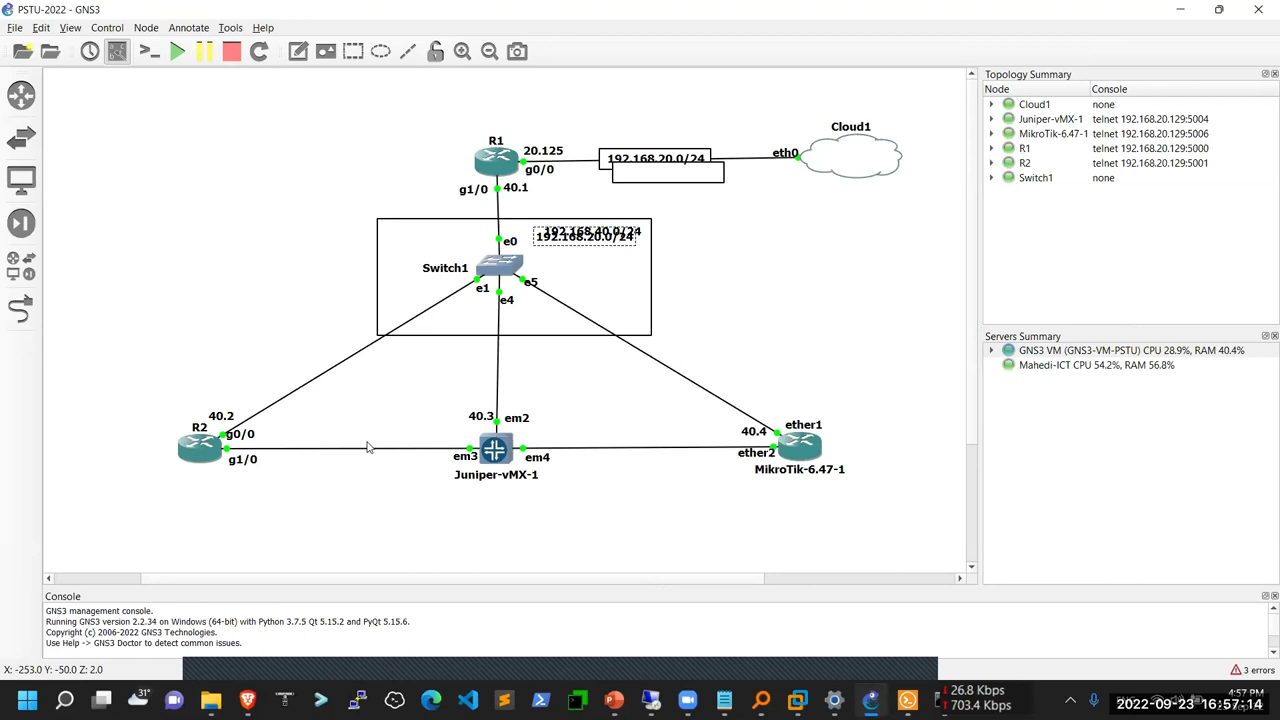 PSTU-2022 - GNS3
File Edit View Control Node Annotate Tools Help
R1
20.125
g0/0
192.168.20.0/24
eth0
Cloud1
g1/0
40.1
192.168.40.0/24
192.168.20.0/24
e0
Switch1
e1
e4
e5
40.2
R2
g0/0
g1/0
40.3
em2
em3
em4
Juniper-vMX-1
40.4
ether1
ether2
MikroTik-6.47-1
Topology Summary
Node Console
Cloud1 none
Juniper-vMX-1 telnet 192.168.20.129:5004
MikroTik-6.47-1 telnet 192.168.20.129:5006
R1 telnet 192.168.20.129:5000
R2 telnet 192.168.20.129:5001
Switch1 none
Servers Summary
GNS3 VM (GNS3-VM-PSTU) CPU 28.9%, RAM 40.4%
Mahedi-ICT CPU 54.2%, RAM 56.8%
Console
GNS3 management console.
Running GNS3 version 2.2.34 on Windows (64-bit) with Python 3.7.5 Qt 5.15.2 and PyQt 5.15.6.
Copyright (c) 2006-2022 GNS3 Technologies.
Use Help -> GNS3 Doctor to detect common issues.
X: -253.0 Y: -50.0 Z: 2.0
3 errors
31°
26.8 Kbps
703.4 Kbps
4:57 PM
2022-09-23 16:57:14